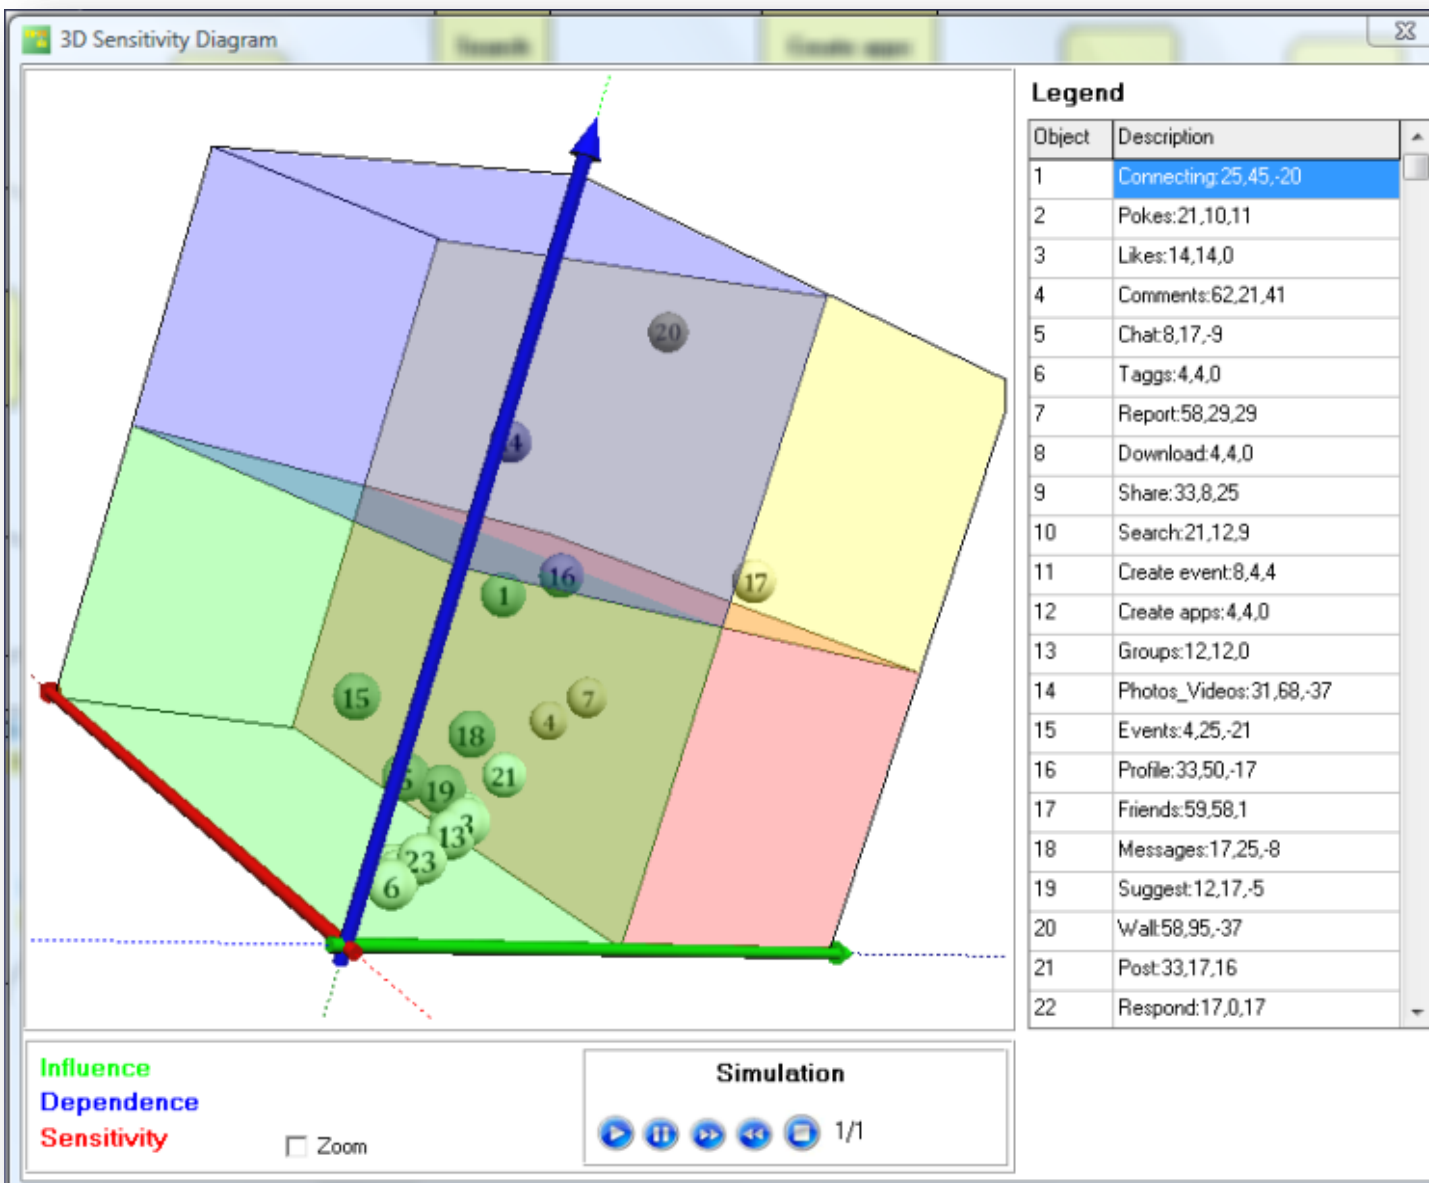 Search
Create apps
3D Sensitivity Diagram
Legend
Object Description
1 Connecting:25,45,-20
2 Pokes:21,10,11
3 Likes:14,14,0
4 Comments:62,21,41
5 Chat:8,17,-9
6 Taggs:4,4,0
7 Report:58,29,29
8 Download:4,4,0
9 Share:33,8,25
10 Search:21,12,9
11 Create event:8,4,4
12 Create apps:4,4,0
13 Groups:12,12,0
14 Photos_Videos:31,68,-37
15 Events:4,25,-21
16 Profile:33,50,-17
17 Friends:59,58,1
18 Messages:17,25,-8
19 Suggest:12,17,-5
20 Wall:58,95,-37
21 Post:33,17,16
22 Respond:17,0,17
20
4
16
17
1
15
7
4
18
21
5
19
3
13
23
6
Influence
Dependence
Sensitivity
Zoom
Simulation
1/1